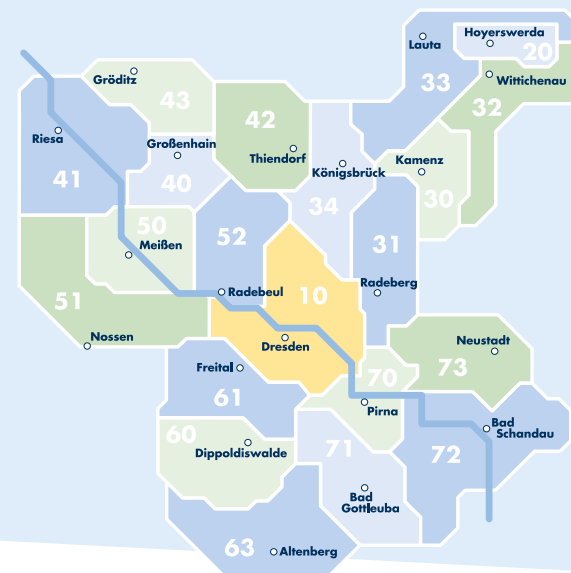 Hoyerswerda
20
Lauta
33
Wittichenau
32
Gröditz
43
42
Thiendorf
Riesa
41
Großenhain
40
Königsbrück
34
Kamenz
30
50
Meißen
52
31
51
Radebeul
10
Radeberg
Nossen
Dresden
Neustadt
73
Freital
61
70
Pirna
60
Dippoldiswalde
71
72
Bad
Schandau
Bad
Gottleuba
63
Altenberg